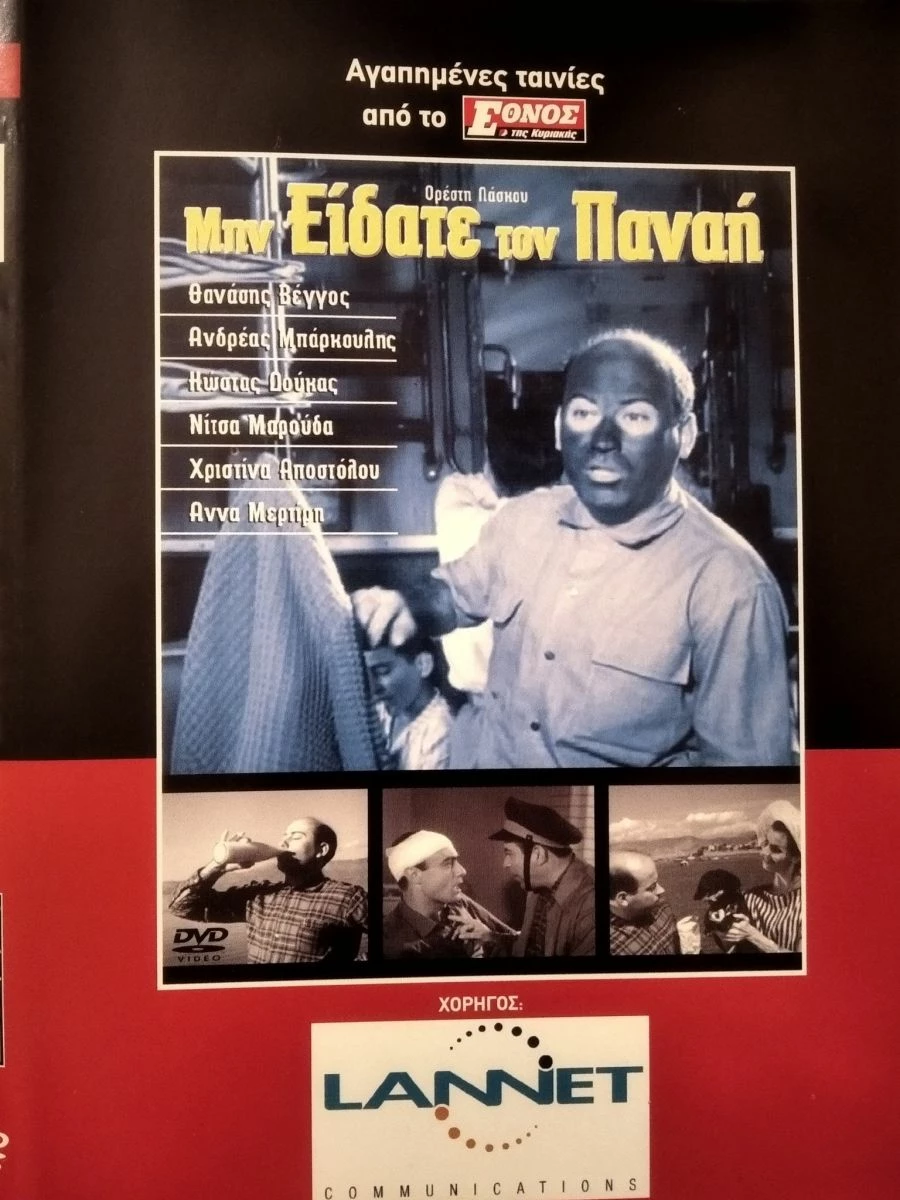 Αγαπημένες ταινίες
από το ΕΘΝΟΣ
της Κυριακής
Ορέστη Λάσκου
Μην Είδατε τον Παναή
Θανάσης Βέγγος
Ανδρέας Μπάρκουλης
Κώστας Δούκας
Νίτσα Μαρούδα
Χριστίνα Αποστόλου
Αννα Μερτίρη
DVD
VIDEO
ΧΟΡΗΓΟΣ:
LANNET
COMMUNICATIONS